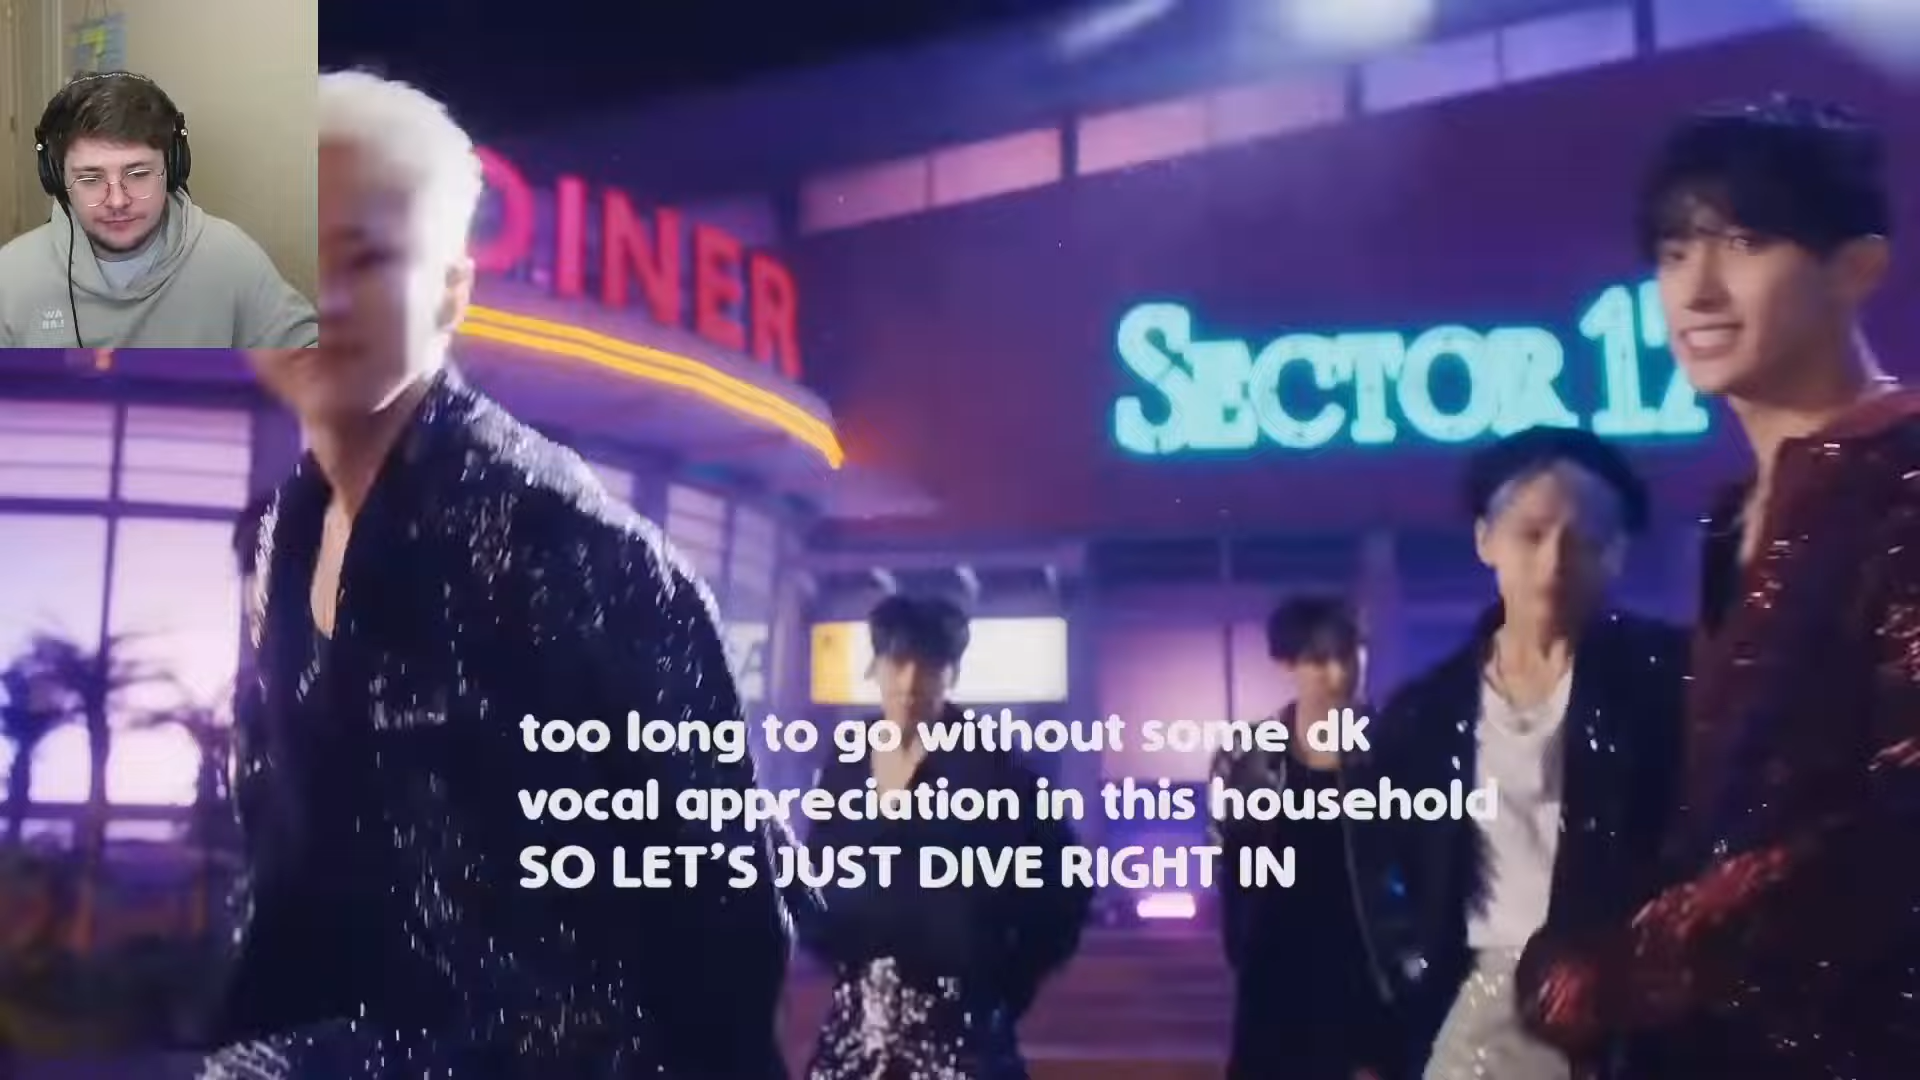 DINER
SECTOR 17
too long to go without some dk
vocal appreciation in this household
SO LET'S JUST DIVE RIGHT IN